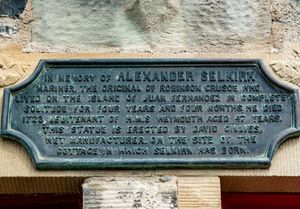 IN MEMORY OF ALEXANDER SELKIRK,
MARINER, THE ORIGINAL OF ROBINSON CRUSOE WHO
LIVED ON THE ISLAND OF JUAN FERNANDEZ IN COMPLETE
SOLITUDE FOR FOUR YEARS AND FOUR MONTHS. HE DIED
1723, LIEUTENANT OF H.M.S. WEYMOUTH, AGED 47 YEARS.
THIS STATUE IS ERECTED BY DAVID GILLIES,
NET MANUFACTURER, ON THE SITE OF THE
COTTAGE IN WHICH SELKIRK WAS BORN.